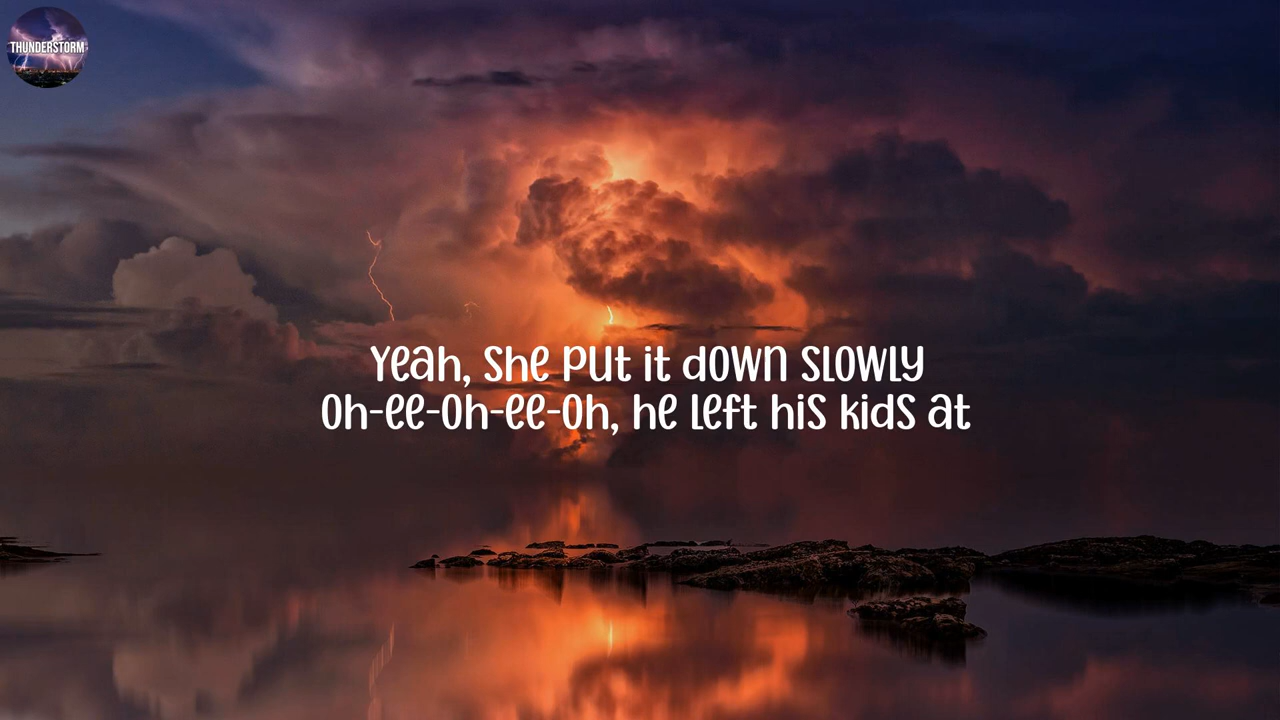 THUNDERSTORM
Yeah, She put it down slowly
Oh-ee-Oh-ee-Oh, he left his kids at